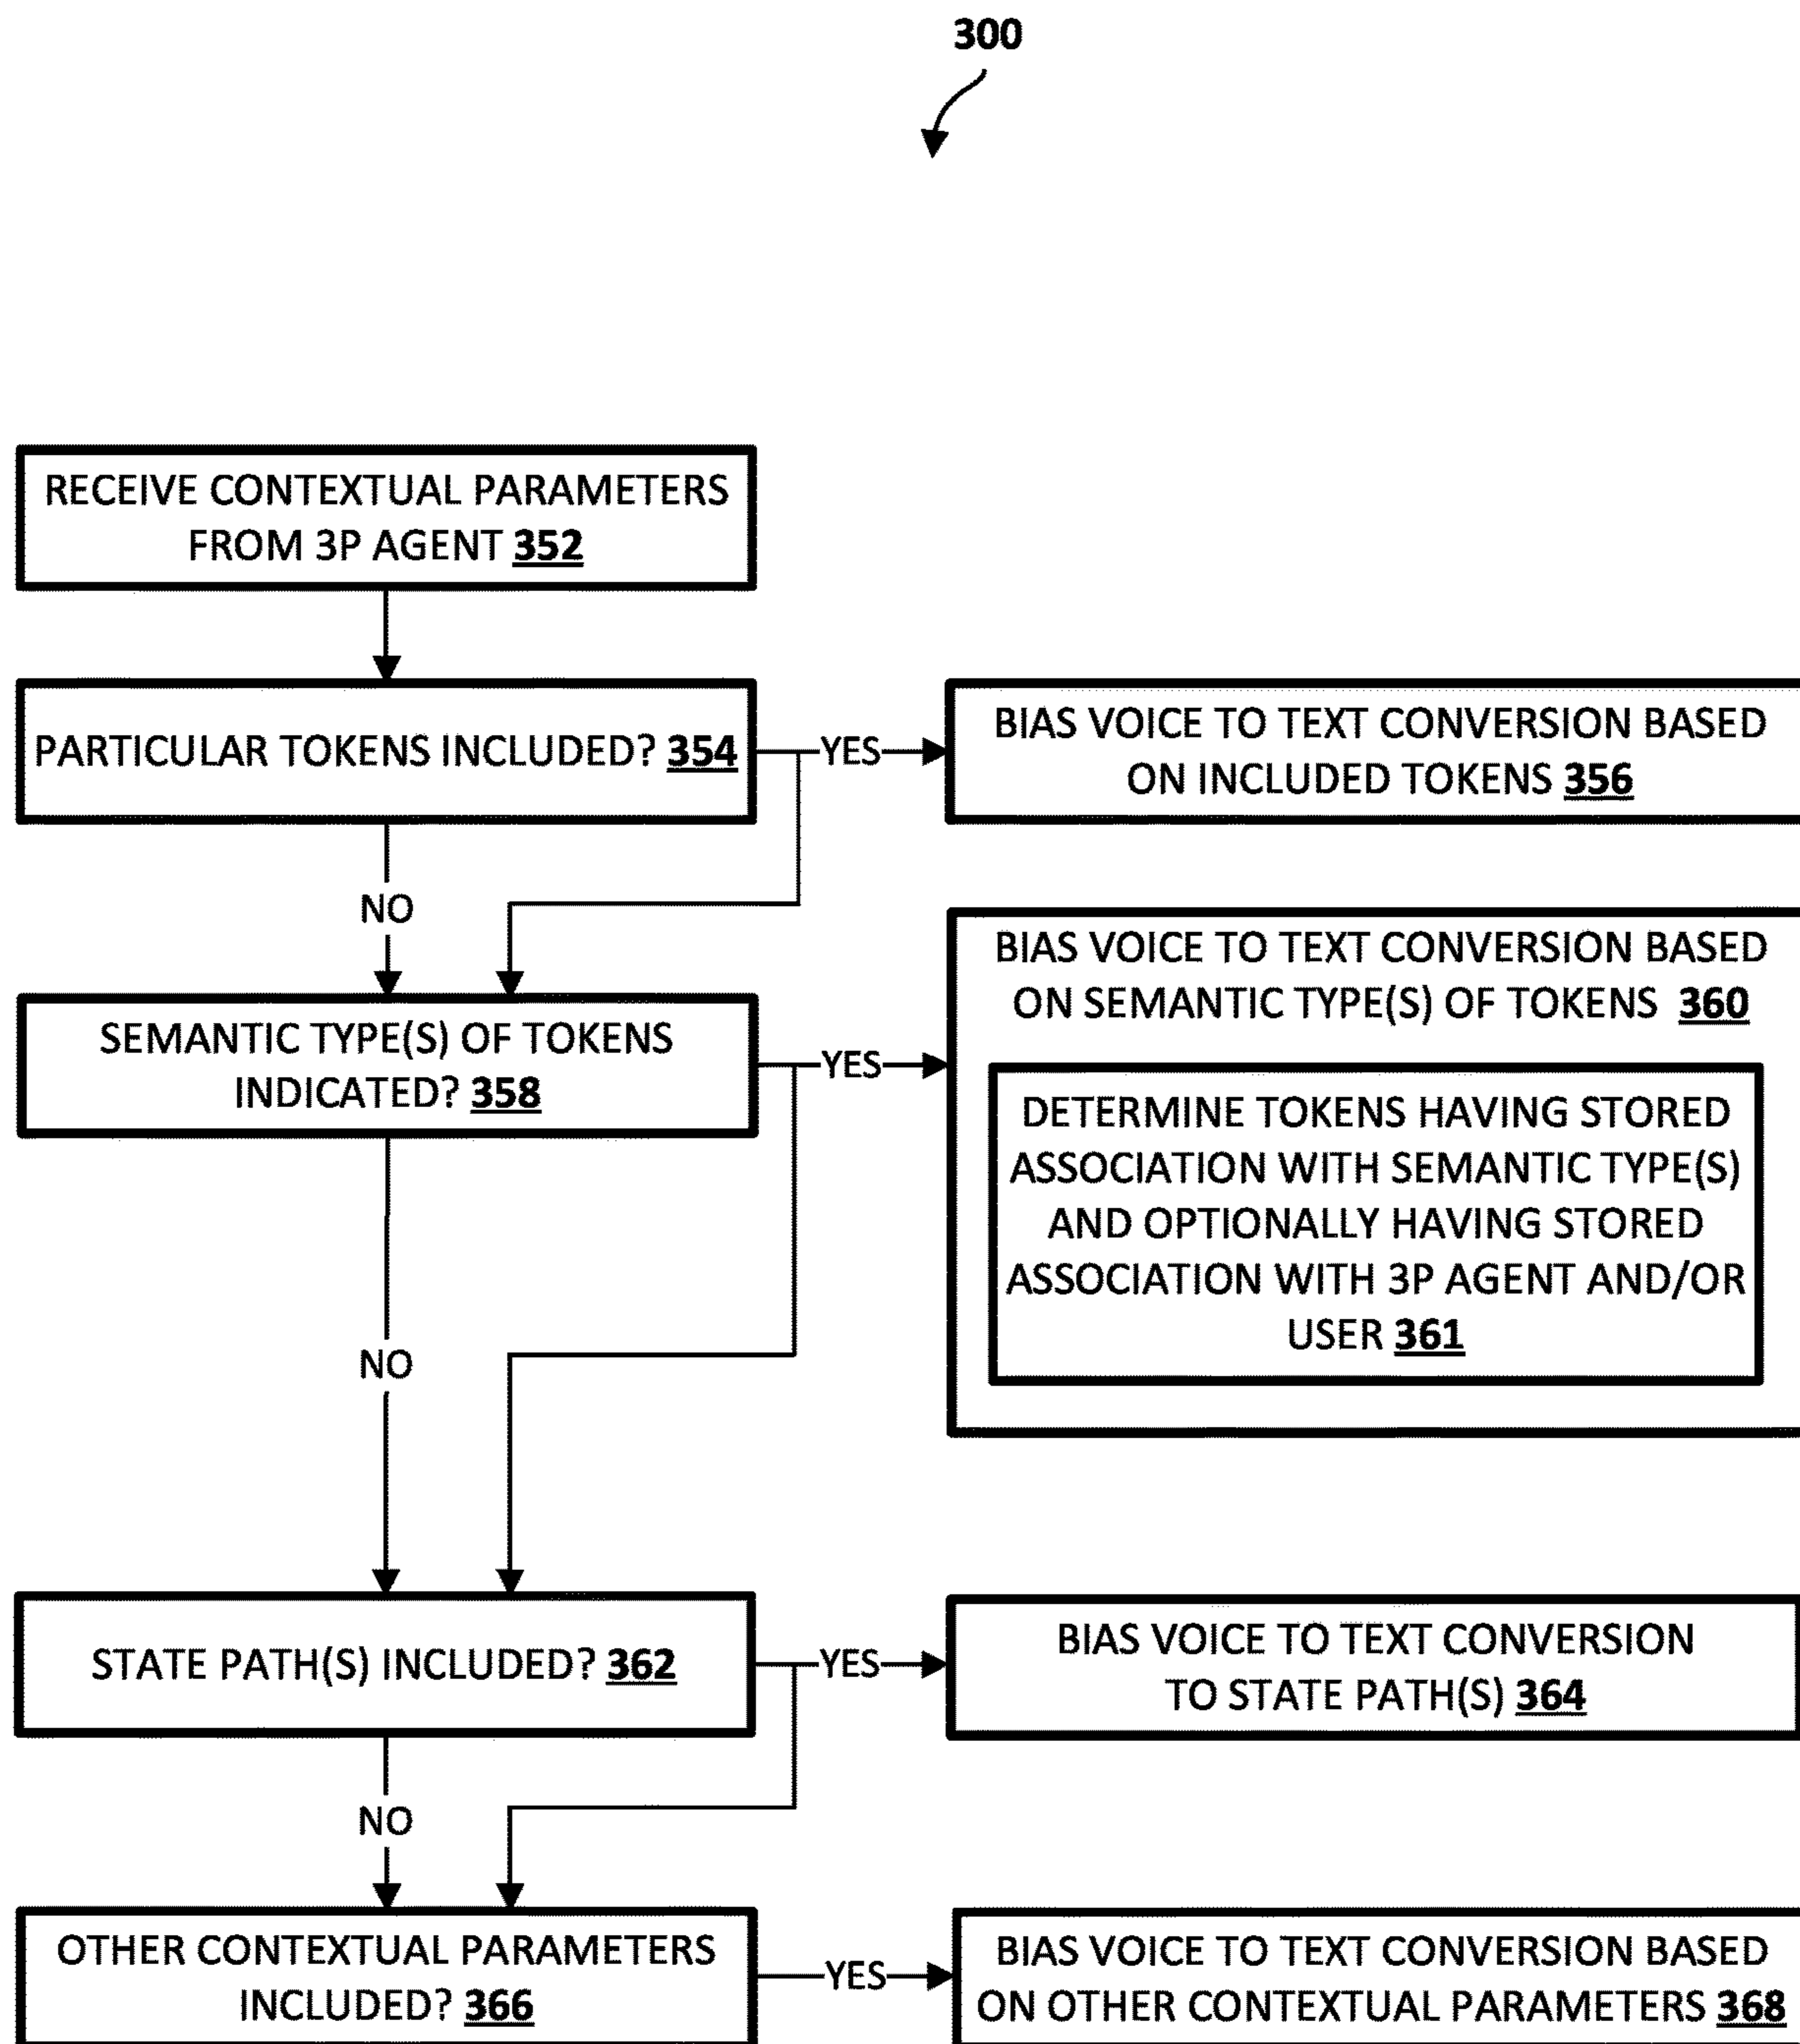 300
RECEIVE CONTEXTUAL PARAMETERS
FROM 3P AGENT 352
PARTICULAR TOKENS INCLUDED? 354
YES
BIAS VOICE TO TEXT CONVERSION BASED
ON INCLUDED TOKENS 356
NO
SEMANTIC TYPE(S) OF TOKENS
INDICATED? 358
YES
BIAS VOICE TO TEXT CONVERSION BASED
ON SEMANTIC TYPE(S) OF TOKENS 360
DETERMINE TOKENS HAVING STORED
ASSOCIATION WITH SEMANTIC TYPE(S)
AND OPTIONALLY HAVING STORED
ASSOCIATION WITH 3P AGENT AND/OR
USER 361
NO
STATE PATH(S) INCLUDED? 362
YES
BIAS VOICE TO TEXT CONVERSION
TO STATE PATH(S) 364
NO
OTHER CONTEXTUAL PARAMETERS
INCLUDED? 366
YES
BIAS VOICE TO TEXT CONVERSION BASED
ON OTHER CONTEXTUAL PARAMETERS 368